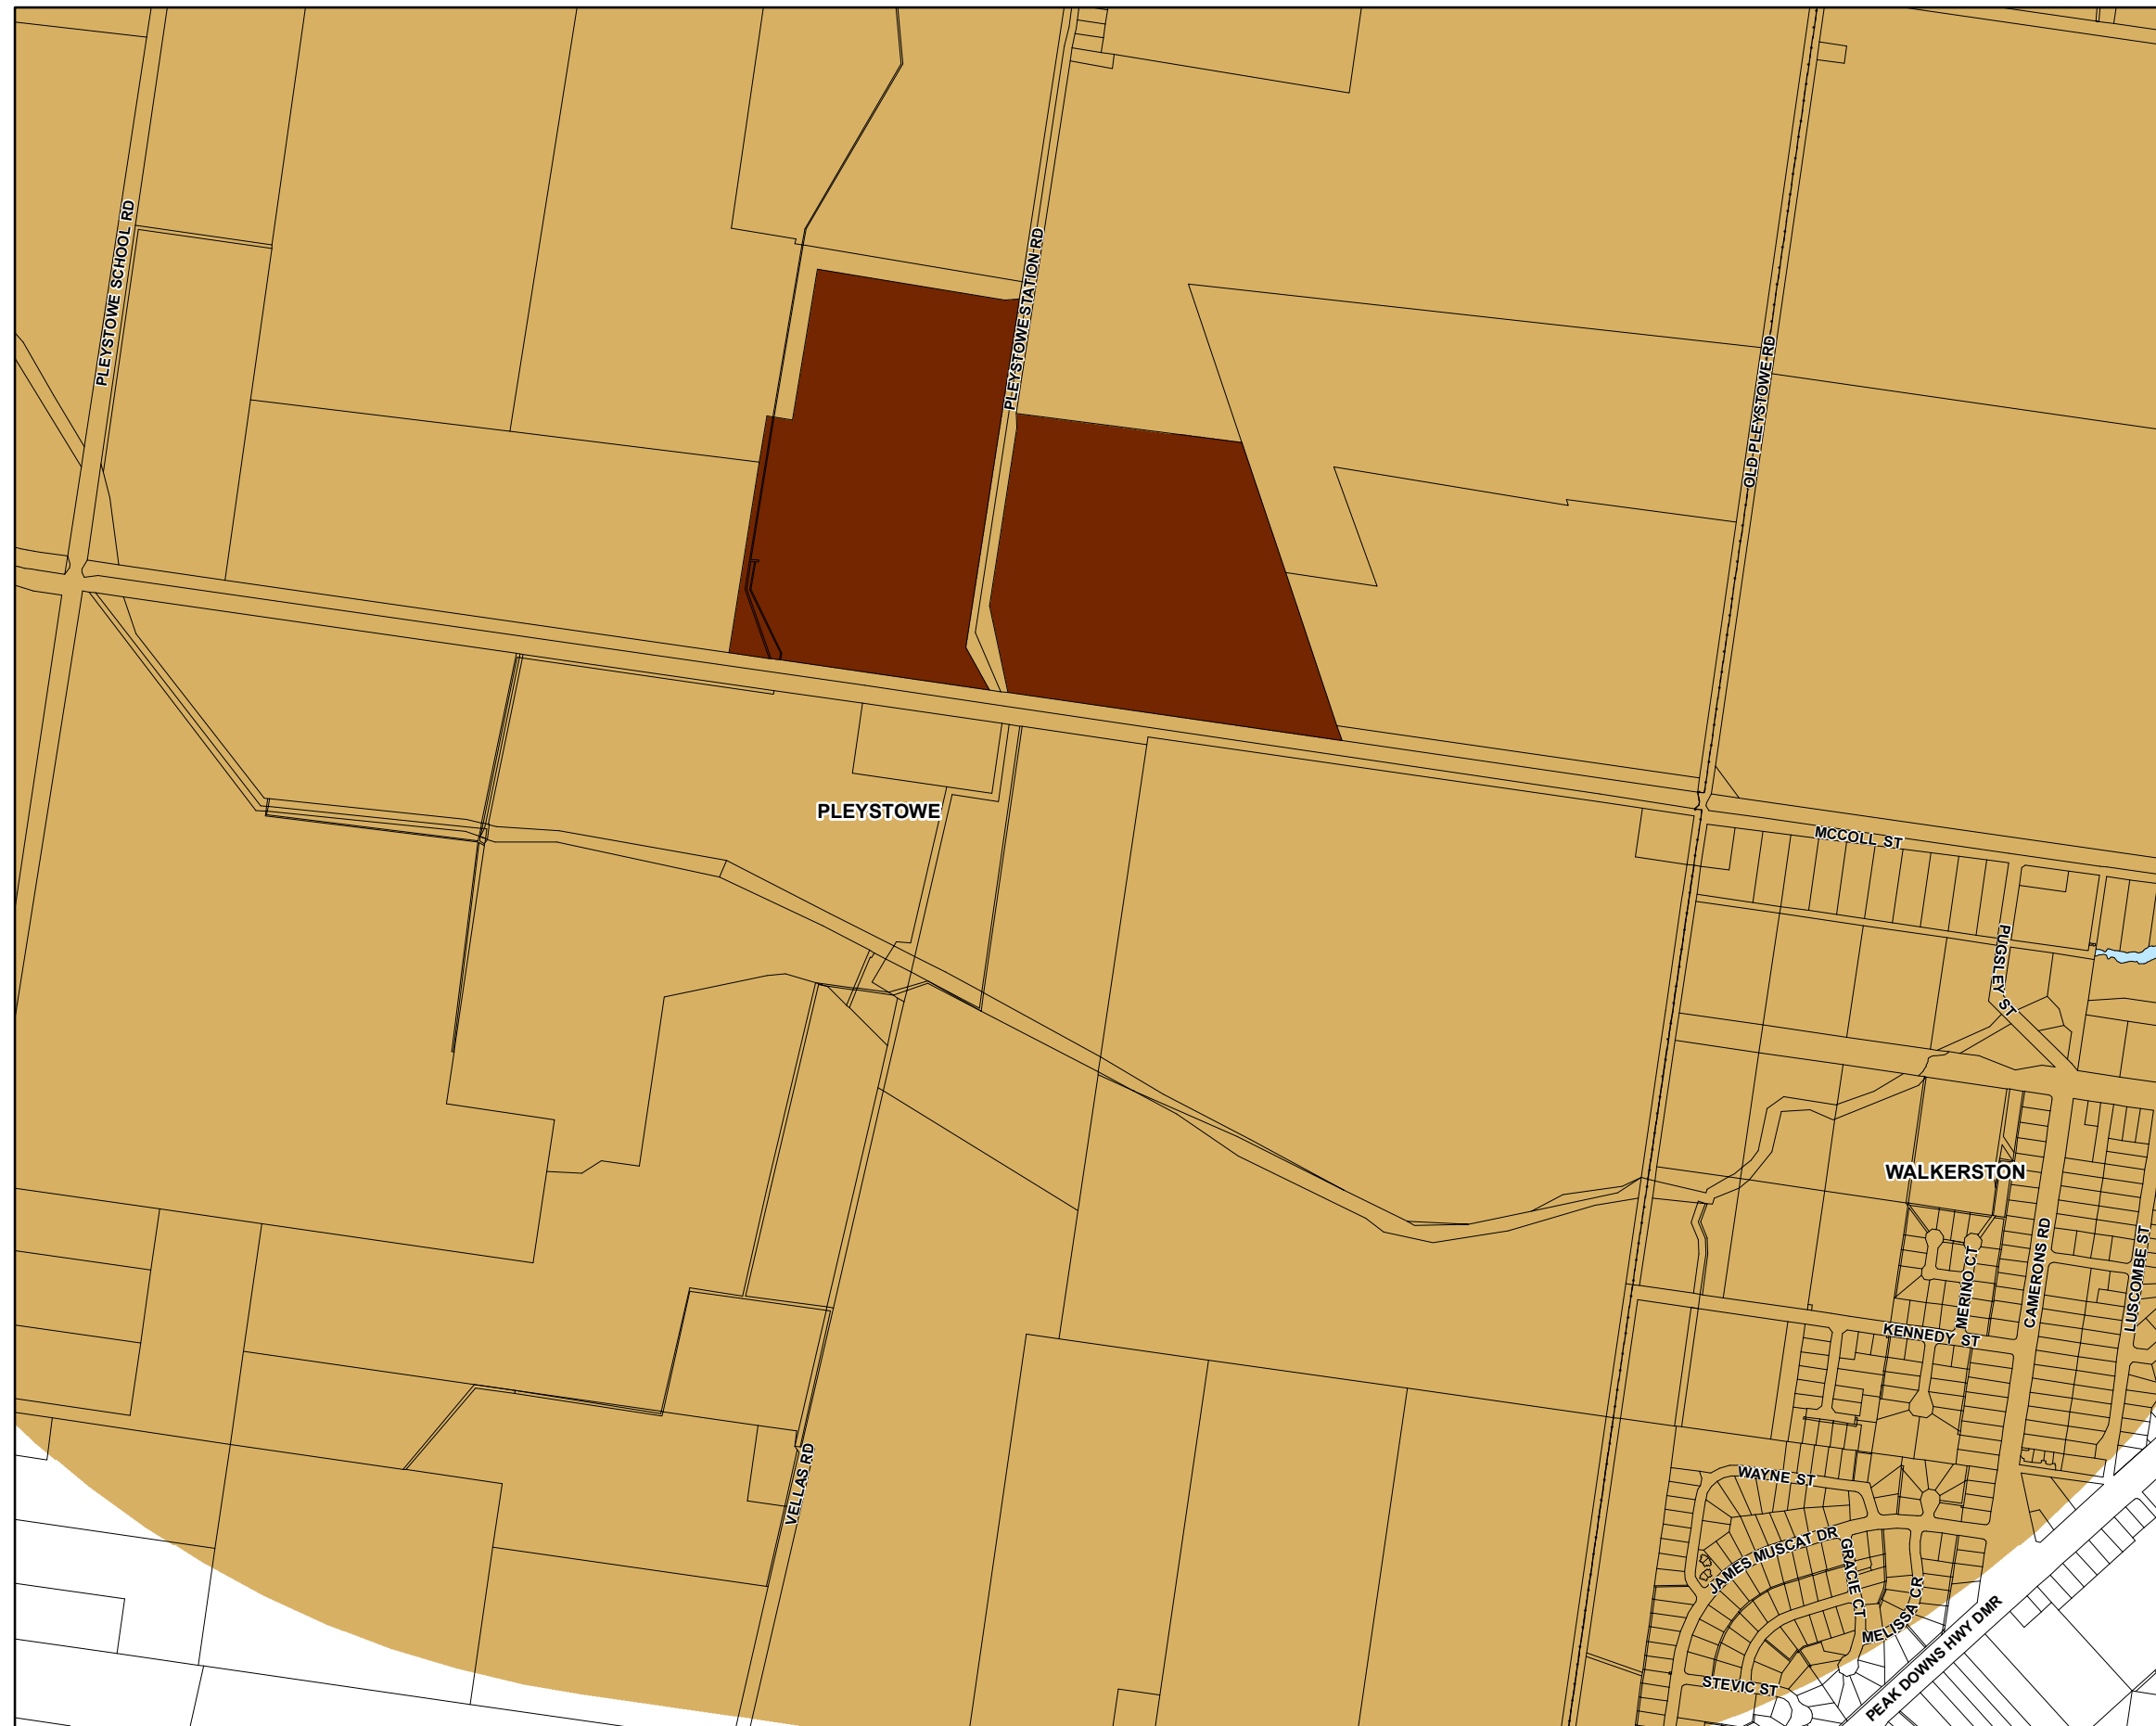 PLEYSTOWE SCHOOL RD
PLEYSTOWE STATION RD
OLD PLEYSTOWE RD
PLEYSTOWE
MCCOLL ST
PUGSLEY ST
WALKERSTON
MERINO CT
CAMERONS RD
LUSCOMBE ST
KENNEDY ST
VELLAS RD
WAYNE ST
JAMES MUSCAT DR
GRACIE CT
MELISSA CR
STEVIC ST
PEAK DOWNS HWY DMR